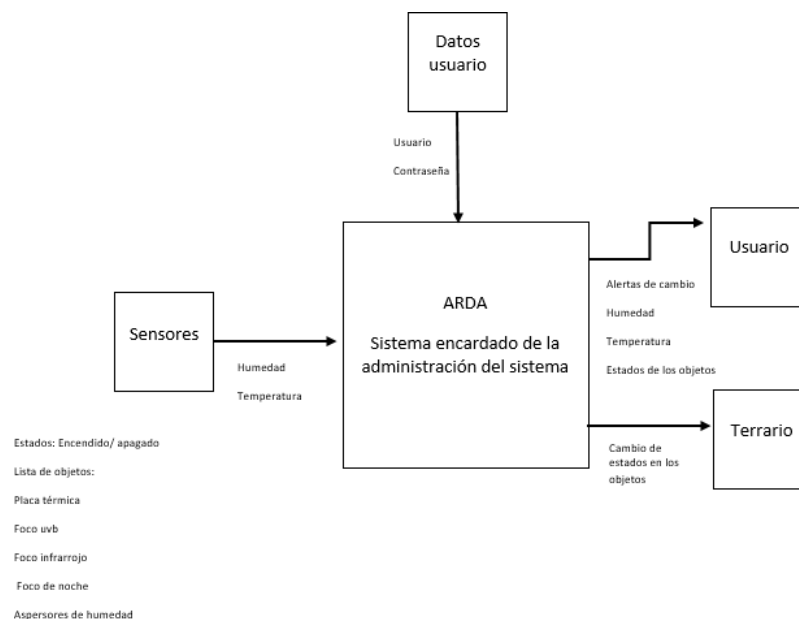 Datos
usuario
Usuario
Contraseña
ARDA
Sistema encardado de la
administración del sistema
Usuario
Alertas de cambio
Humedad
Temperatura
Estados de los objetos
Sensores
Humedad
Temperatura
Terrario
Cambio de
estados en los
objetos
Estados: Encendido/ apagado
Lista de objetos:
Placa térmica
Foco uvb
Foco infrarrojo
Foco de noche
Aspersores de humedad